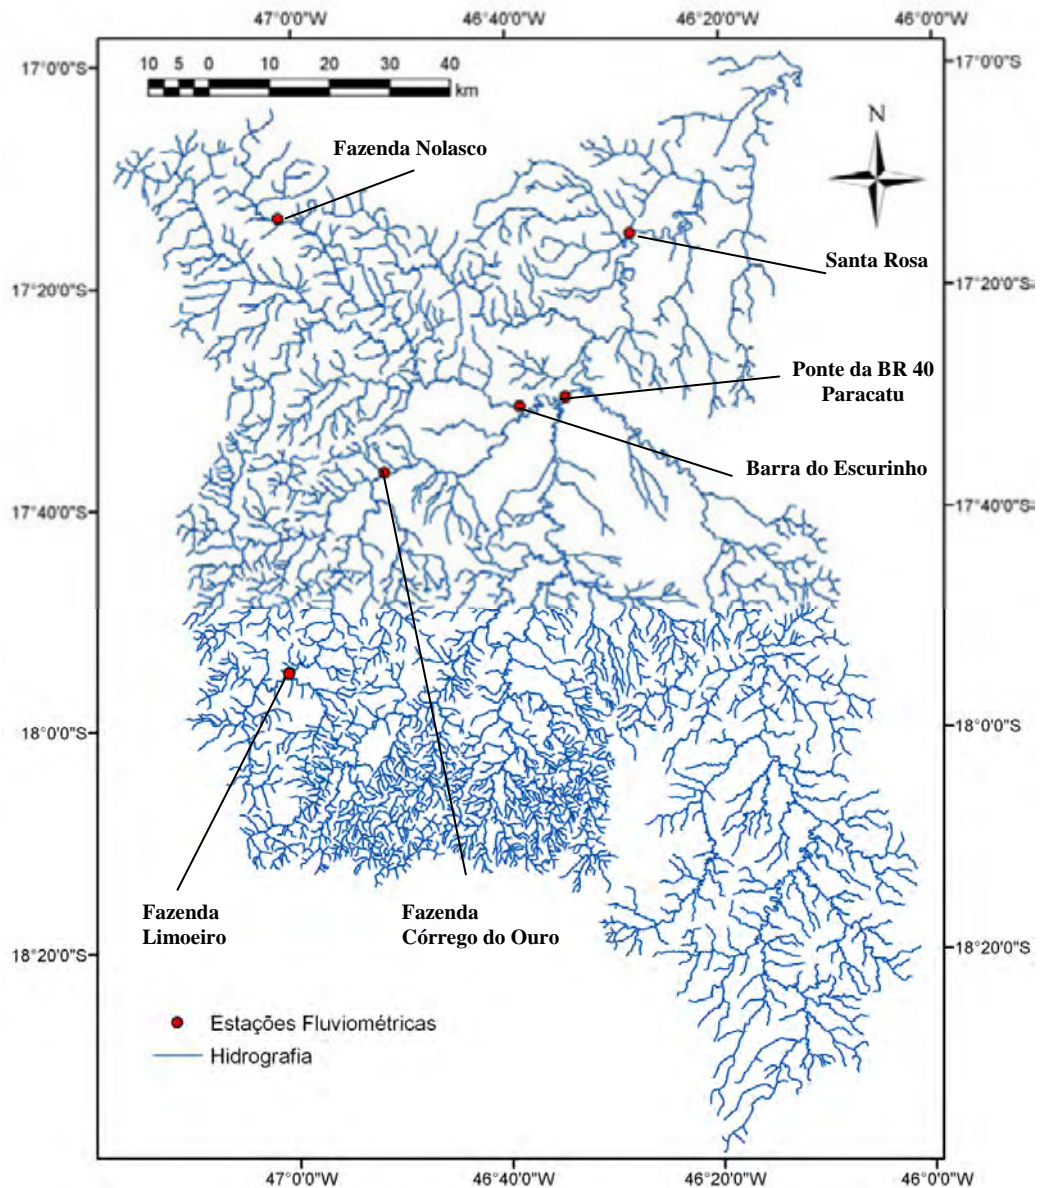 47°0'0"W 46°40'0"W 46°20'0"W 46°0'0"W
17°0'0"S
17°0'0"S
10 5 0 10 20 30 40
km
N
Fazenda Nolasco
Santa Rosa
17°20'0"S
17°20'0"S
Ponte da BR 40
Paracatu
Barra do Escurinho
17°40'0"S
17°40'0"S
18°0'0"S
18°0'0"S
Fazenda
Limoeiro
Fazenda
Córrego do Ouro
18°20'0"S
18°20'0"S
Estações Fluviométricas
Hidrografia
47°0'0"W 46°40'0"W 46°20'0"W 46°0'0"W